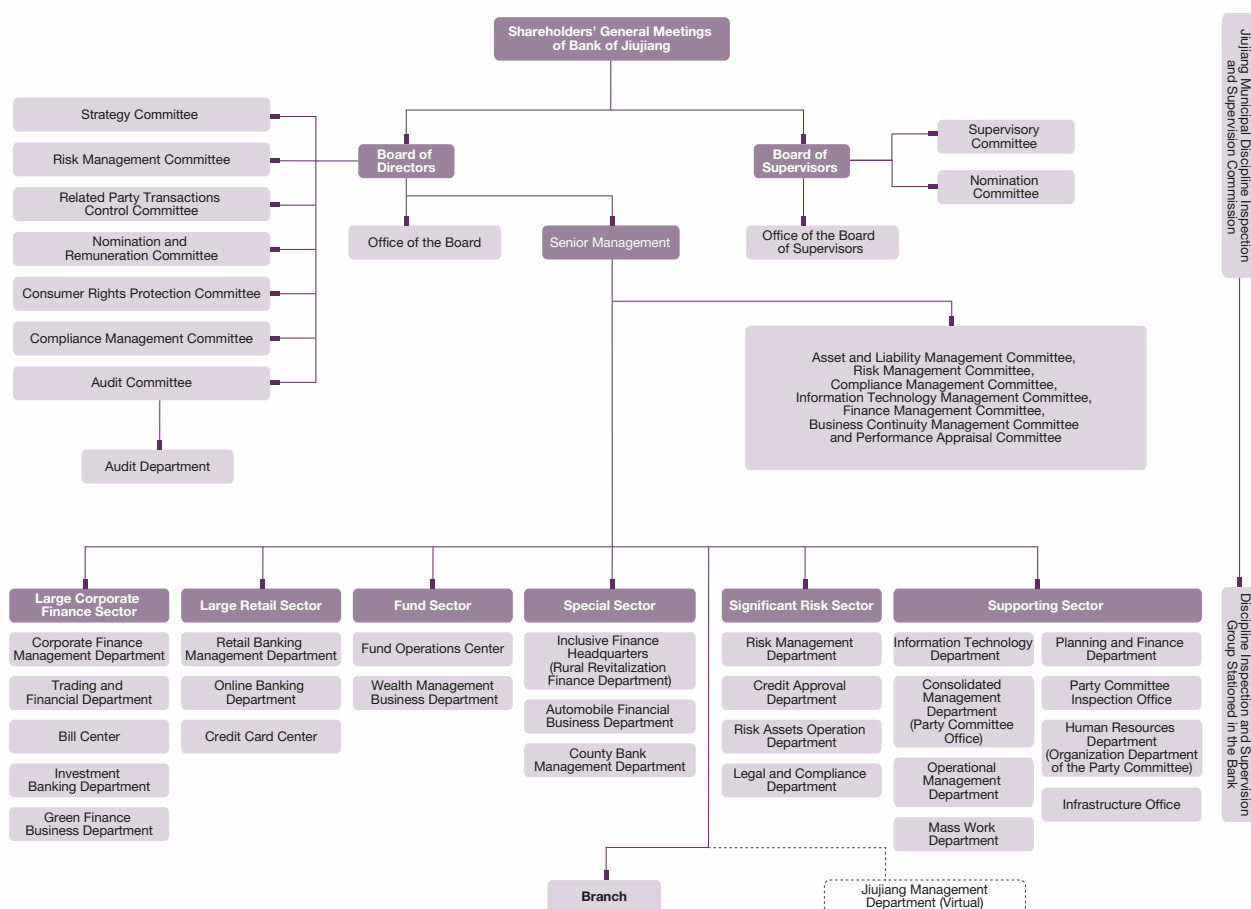 Shareholders' General Meetings
of Bank of Jiujiang
Jiujiang Municipal Discipline Inspection
and Supervision Commission
Strategy Committee
Risk Management Committee
Related Party Transactions
Control Committee
Nomination and
Remuneration Committee
Consumer Rights Protection Committee
Compliance Management Committee
Audit Committee
Audit Department
Board of
Directors
Office of the Board
Senior Management
Board of
Supervisors
Office of the Board
of Supervisors
Supervisory
Committee
Nomination
Committee
Asset and Liability Management Committee,
Risk Management Committee,
Compliance Management Committee,
Information Technology Management Committee,
Finance Management Committee,
Business Continuity Management Committee
and Performance Appraisal Committee
Large Corporate
Finance Sector
Corporate Finance
Management Department
Trading and
Financial Department
Bill Center
Investment
Banking Department
Green Finance
Business Department
Large Retail Sector
Retail Banking
Management Department
Online Banking
Department
Credit Card Center
Fund Sector
Fund Operations Center
Wealth Management
Business Department
Special Sector
Inclusive Finance
Headquarters
(Rural Revitalization
Finance Department)
Automobile Financial
Business Department
County Bank
Management Department
Significant Risk Sector
Risk Management
Department
Credit Approval
Department
Risk Assets Operation
Department
Legal and Compliance
Department
Supporting Sector
Information Technology
Department
Consolidated
Management
Department
(Party Committee
Office)
Operational
Management
Department
Mass Work
Department
Planning and Finance
Department
Party Committee
Inspection Office
Human Resources
Department
(Organization Department
of the Party Committee)
Infrastructure Office
Discipline Inspection and Supervision
Group Stationed in the Bank
Branch
Jiujiang Management
Department (Virtual)